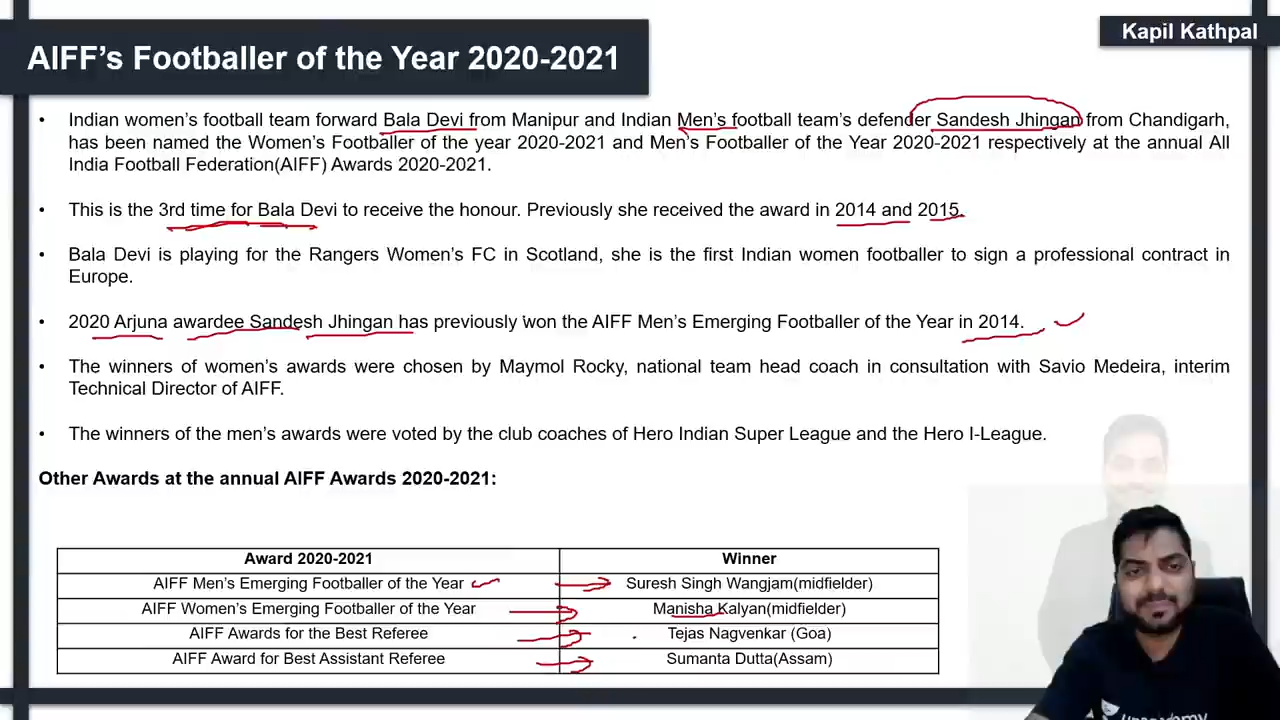 Kapil Kathpal
AIFF's Footballer of the Year 2020-2021
• Indian women's football team forward Bala Devi from Manipur and Indian Men's football team's defender Sandesh Jhingan from Chandigarh,
has been named the Women's Footballer of the year 2020-2021 and Men's Footballer of the Year 2020-2021 respectively at the annual All
India Football Federation(AIFF) Awards 2020-2021.
• This is the 3rd time for Bala Devi to receive the honour. Previously she received the award in 2014 and 2015.
• Bala Devi is playing for the Rangers Women's FC in Scotland, she is the first Indian women footballer to sign a professional contract in
Europe.
• 2020 Arjuna awardee Sandesh Jhingan has previously won the AIFF Men's Emerging Footballer of the Year in 2014.
• The winners of women's awards were chosen by Maymol Rocky, national team head coach in consultation with Savio Medeira, interim
Technical Director of AIFF.
• The winners of the men's awards were voted by the club coaches of Hero Indian Super League and the Hero I-League.
Other Awards at the annual AIFF Awards 2020-2021:
Award 2020-2021 Winner
AIFF Men's Emerging Footballer of the Year Suresh Singh Wangjam(midfielder)
AIFF Women's Emerging Footballer of the Year Manisha Kalyan(midfielder)
AIFF Awards for the Best Referee Tejas Nagvenkar (Goa)
AIFF Award for Best Assistant Referee Sumanta Dutta(Assam)